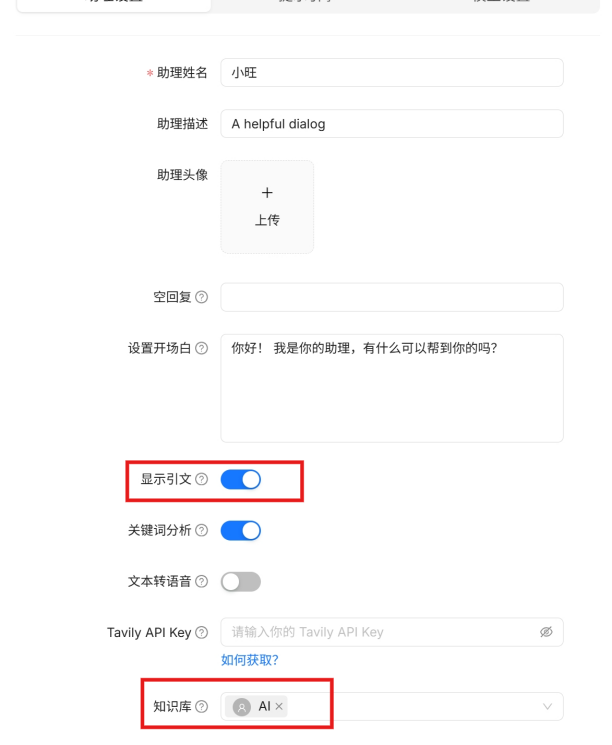 * 助理姓名 小旺
助理描述 A helpful dialog
助理头像
+
上传
空回复
设置开场白 你好！ 我是你的助理，有什么可以帮到你的吗？
显示引文
关键词分析
文本转语音
Tavily API Key 请输入你的 Tavily API Key
如何获取？
知识库 AI ×